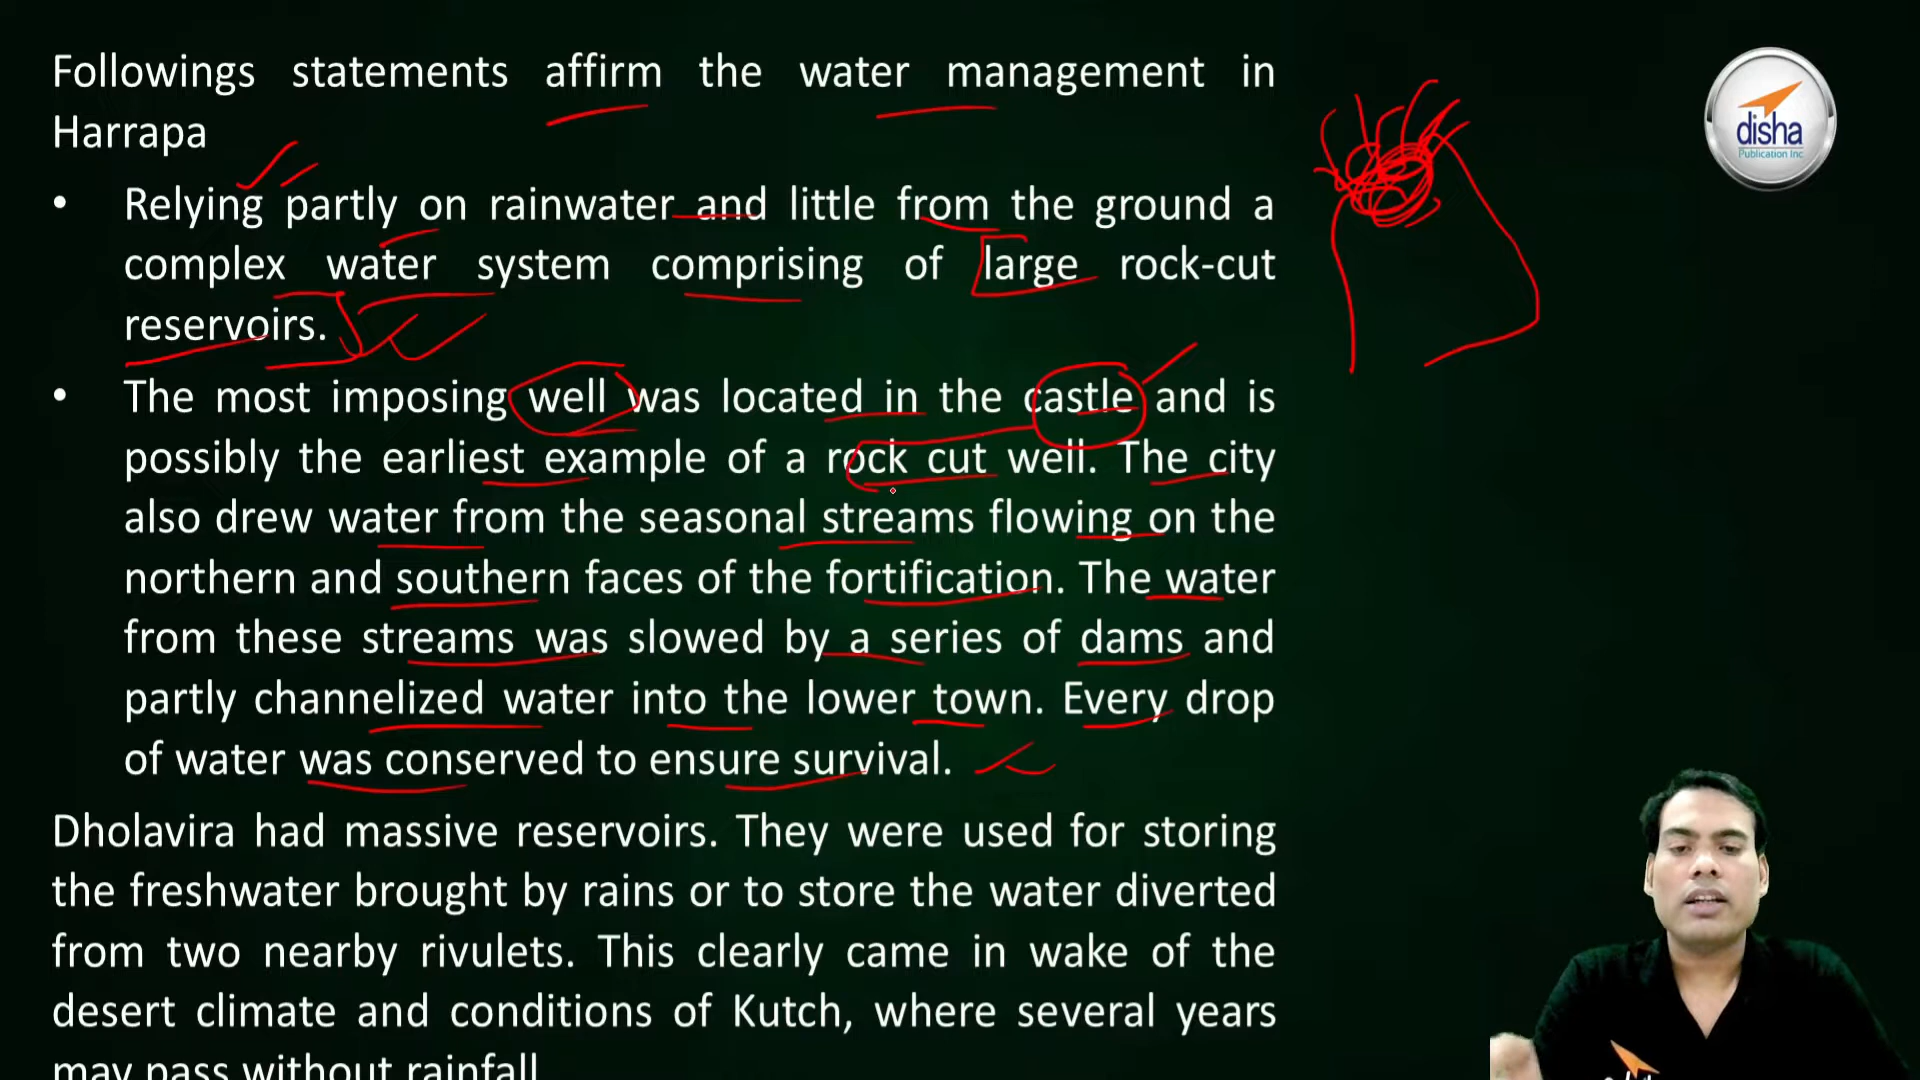 Followings statements affirm the water management in
Harrapa
• Relying partly on rainwater and little from the ground a
complex water system comprising of large rock-cut
reservoirs.
• The most imposing well was located in the castle and is
possibly the earliest example of a rock cut well. The city
also drew water from the seasonal streams flowing on the
northern and southern faces of the fortification. The water
from these streams was slowed by a series of dams and
partly channelized water into the lower town. Every drop
of water was conserved to ensure survival.
Dholavira had massive reservoirs. They were used for storing
the freshwater brought by rains or to store the water diverted
from two nearby rivulets. This clearly came in wake of the
desert climate and conditions of Kutch, where several years
may pass without rainfall
disha
Publication Inc